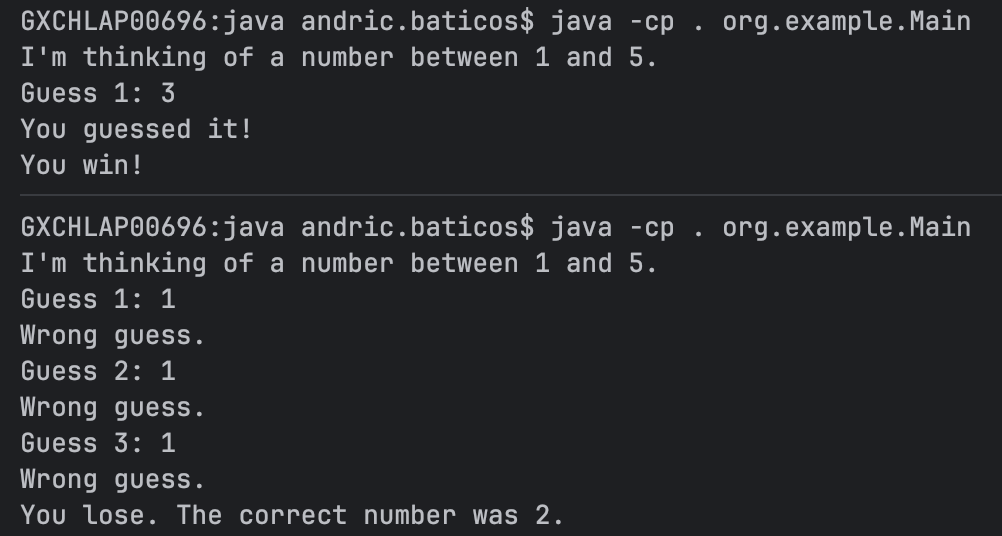 GXCHLAP00696:java andric.baticos$ java -cp . org.example.Main
I'm thinking of a number between 1 and 5.
Guess 1: 3
You guessed it!
You win!
GXCHLAP00696:java andric.baticos$ java -cp . org.example.Main
I'm thinking of a number between 1 and 5.
Guess 1: 1
Wrong guess.
Guess 2: 1
Wrong guess.
Guess 3: 1
Wrong guess.
You lose. The correct number was 2.